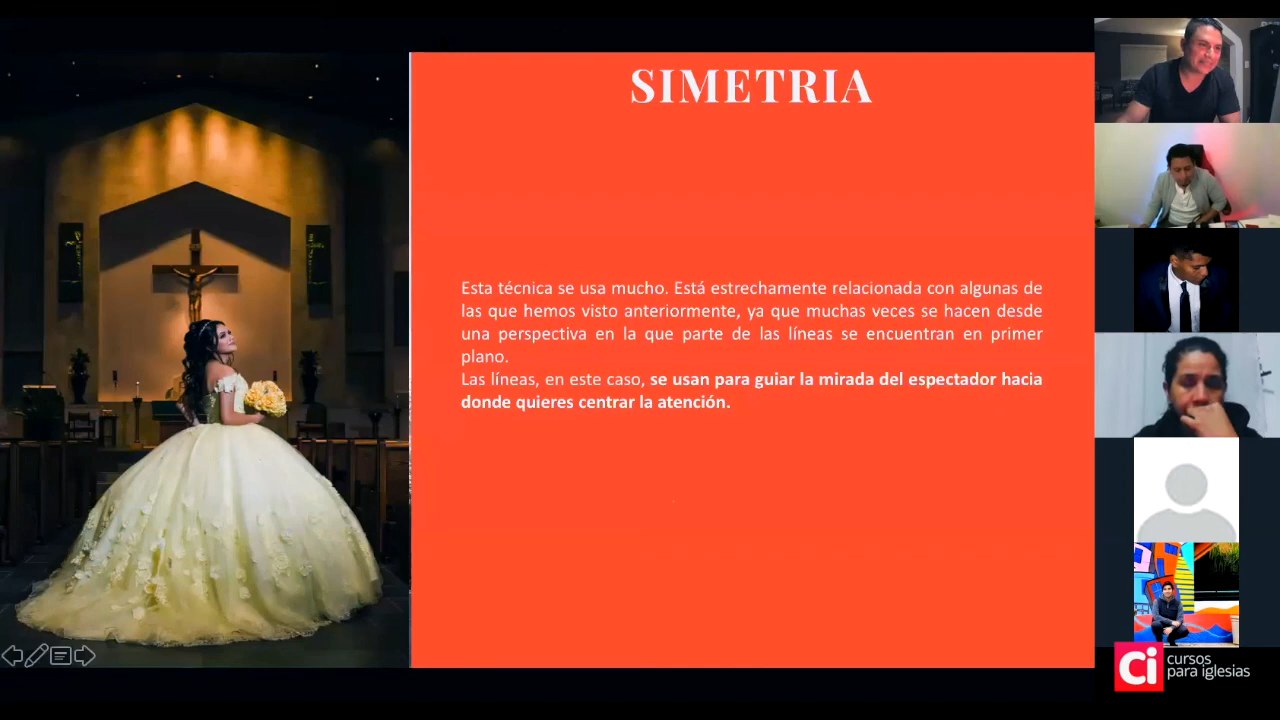 SIMETRIA
Esta técnica se usa mucho. Está estrechamente relacionada con algunas de
las que hemos visto anteriormente, ya que muchas veces se hacen desde
una perspectiva en la que parte de las líneas se encuentran en primer
plano.
Las líneas, en este caso, se usan para guiar la mirada del espectador hacia
donde quieres centrar la atención.
Ci
cursos
para iglesias